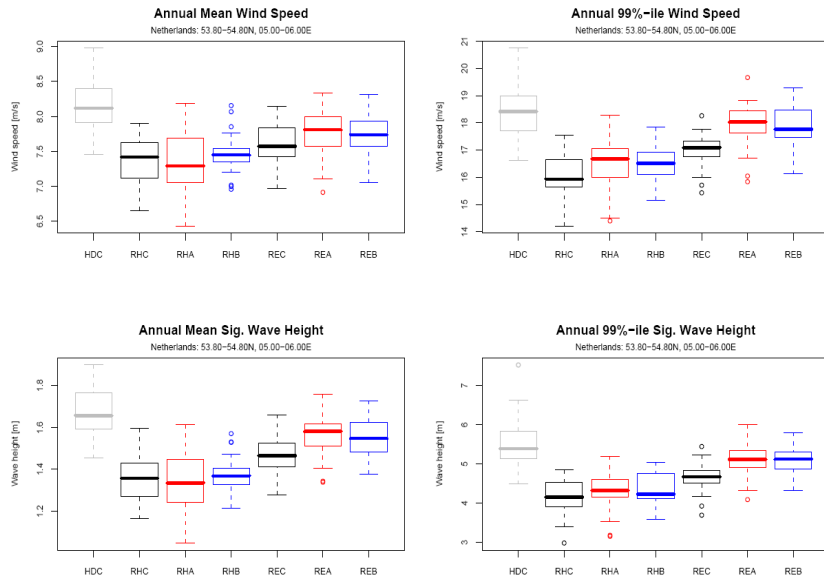 Annual Mean Wind Speed
Netherlands: 53.80−54.80N, 05.00−06.00E
Wind speed [m/s]
9.0
8.5
8.0
7.5
7.0
6.5
HDC RHC RHA RHB REC REA REB
Annual 99%−ile Wind Speed
Netherlands: 53.80−54.80N, 05.00−06.00E
Wind speed [m/s]
21
20
19
18
17
16
15
14
HDC RHC RHA RHB REC REA REB
Annual Mean Sig. Wave Height
Netherlands: 53.80−54.80N, 05.00−06.00E
Wave height [m]
1.8
1.6
1.4
1.2
HDC RHC RHA RHB REC REA REB
Annual 99%−ile Sig. Wave Height
Netherlands: 53.80−54.80N, 05.00−06.00E
Wave height [m]
7
6
5
4
3
HDC RHC RHA RHB REC REA REB